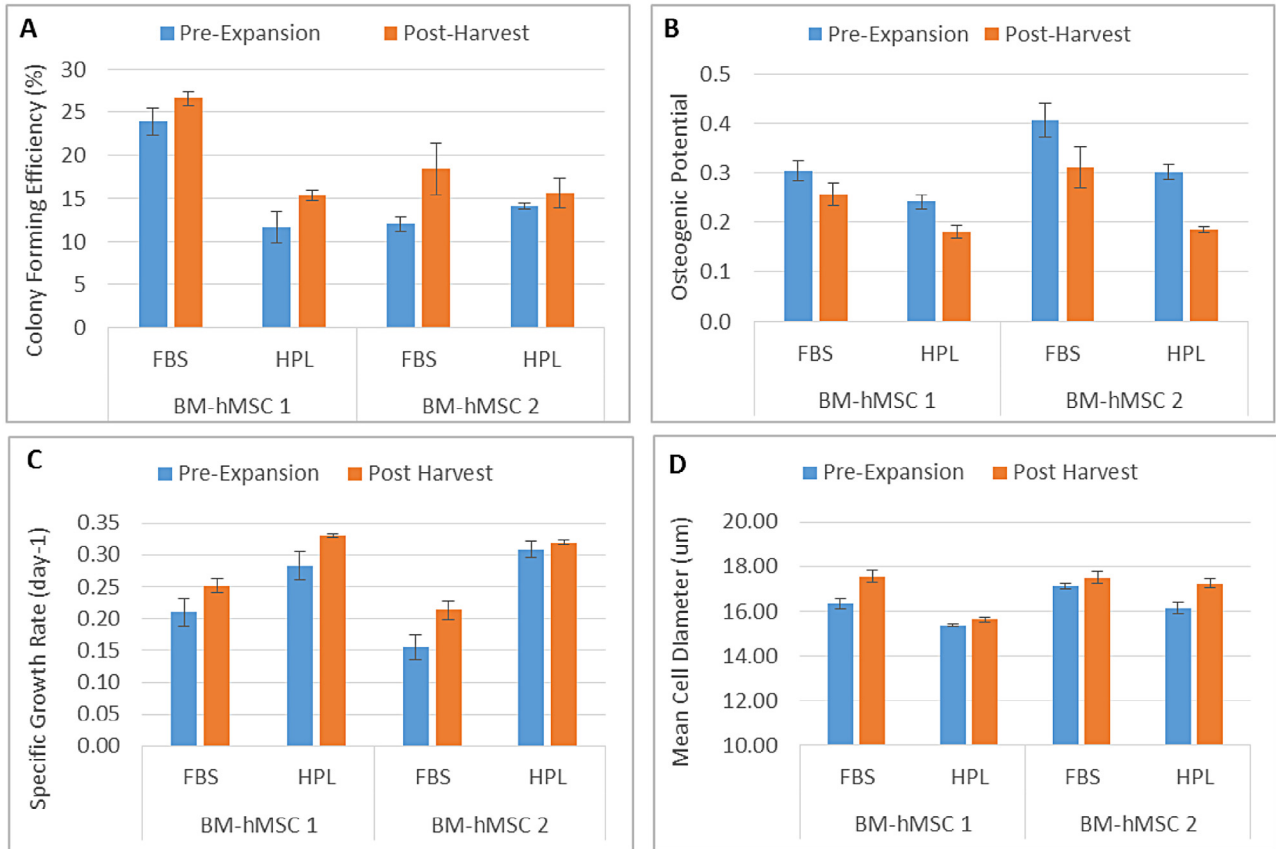 A
Pre-Expansion Post-Harvest
Colony Forming Efficiency (%)
30
25
20
15
10
5
0
FBS HPL FBS HPL
BM-hMSC 1 BM-hMSC 2
B
Pre-Expansion Post-Harvest
Osteogenic Potential
0.5
0.4
0.3
0.2
0.1
0.0
FBS HPL FBS HPL
BM-hMSC 1 BM-hMSC 2
C
Pre-Expansion Post Harvest
Specific Growth Rate (day-1)
0.35
0.30
0.25
0.20
0.15
0.10
0.05
0.00
FBS HPL FBS HPL
BM-hMSC 1 BM-hMSC 2
D
Pre-Expansion Post Harvest
Mean Cell DIameter (um)
20.00
18.00
16.00
14.00
12.00
10.00
FBS HPL FBS HPL
BM-hMSC 1 BM-hMSC 2